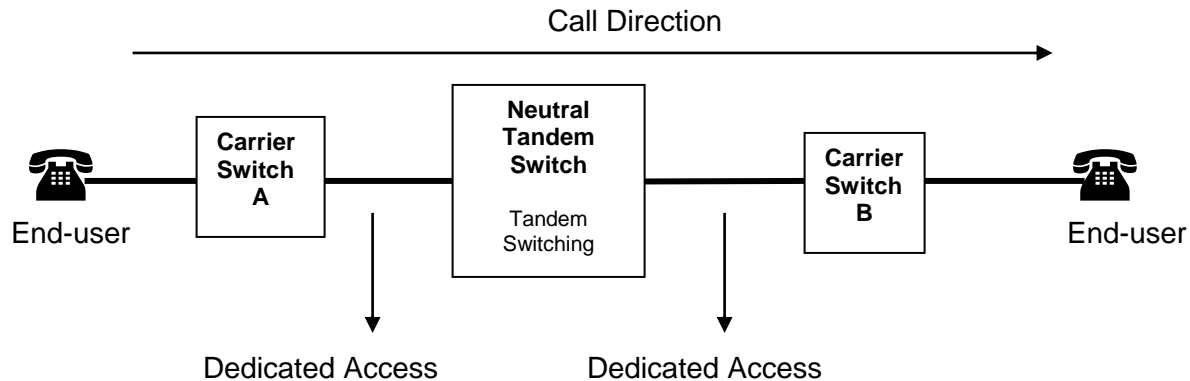 Call Direction
Carrier
Switch
A
Neutral
Tandem
Switch
Tandem
Switching
Carrier
Switch
B
End-user
End-user
Dedicated Access
Dedicated Access